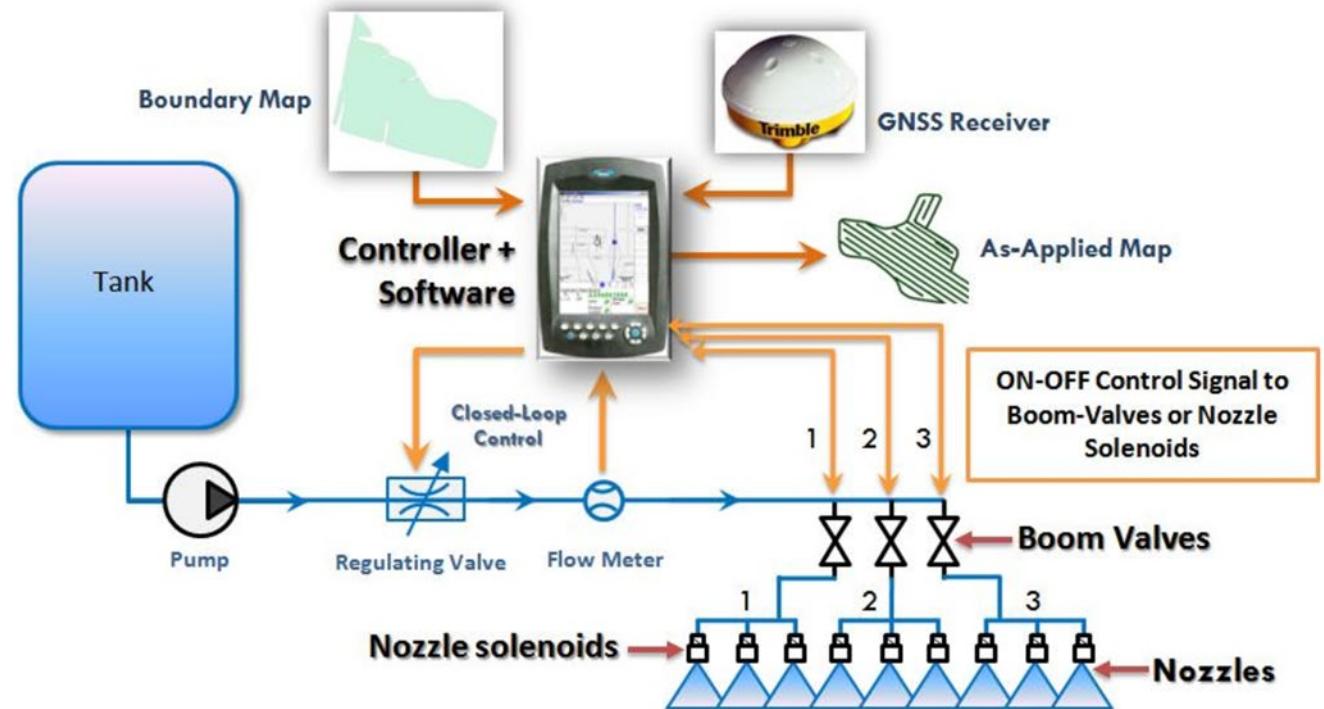 Boundary Map
Trimble
GNSS Receiver
Tank
Controller +
Software
As-Applied Map
Closed-Loop
Control
1 2 3
ON-OFF Control Signal to
Boom-Valves or Nozzle
Solenoids
Pump
Regulating Valve
Flow Meter
Boom Valves
1 2 3
Nozzle solenoids
Nozzles